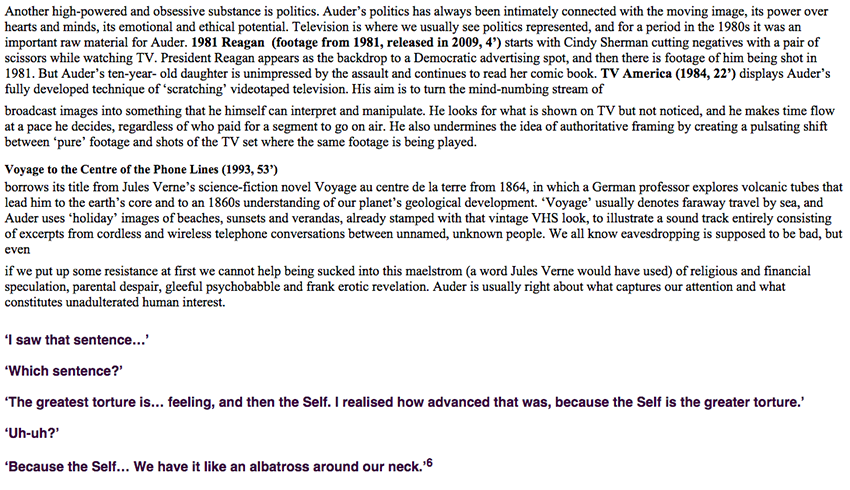 Another high-powered and obsessive substance is politics. Auder’s politics has always been intimately connected with the moving image, its power over
hearts and minds, its emotional and ethical potential. Television is where we usually see politics represented, and for a period in the 1980s it was an
important raw material for Auder. 1981 Reagan (footage from 1981, released in 2009, 4’) starts with Cindy Sherman cutting negatives with a pair of
scissors while watching TV. President Reagan appears as the backdrop to a Democratic advertising spot, and then there is footage of him being shot in
1981. But Auder’s ten-year- old daughter is unimpressed by the assault and continues to read her comic book. TV America (1984, 22’) displays Auder’s
fully developed technique of ‘scratching’ videotaped television. His aim is to turn the mind-numbing stream of
broadcast images into something that he himself can interpret and manipulate. He looks for what is shown on TV but not noticed, and he makes time flow
at a pace he decides, regardless of who paid for a segment to go on air. He also undermines the idea of authoritative framing by creating a pulsating shift
between ‘pure’ footage and shots of the TV set where the same footage is being played.
Voyage to the Centre of the Phone Lines (1993, 53’)
borrows its title from Jules Verne’s science-fiction novel Voyage au centre de la terre from 1864, in which a German professor explores volcanic tubes that
lead him to the earth’s core and to an 1860s understanding of our planet’s geological development. ‘Voyage’ usually denotes faraway travel by sea, and
Auder uses ‘holiday’ images of beaches, sunsets and verandas, already stamped with that vintage VHS look, to illustrate a sound track entirely consisting
of excerpts from cordless and wireless telephone conversations between unnamed, unknown people. We all know eavesdropping is supposed to be bad, but
even
if we put up some resistance at first we cannot help being sucked into this maelstrom (a word Jules Verne would have used) of religious and financial
speculation, parental despair, gleeful psychobabble and frank erotic revelation. Auder is usually right about what captures our attention and what
constitutes unadulterated human interest.
‘I saw that sentence…’
‘Which sentence?’
‘The greatest torture is… feeling, and then the Self. I realised how advanced that was, because the Self is the greater torture.’
‘Uh-uh?’
‘Because the Self… We have it like an albatross around our neck.’6